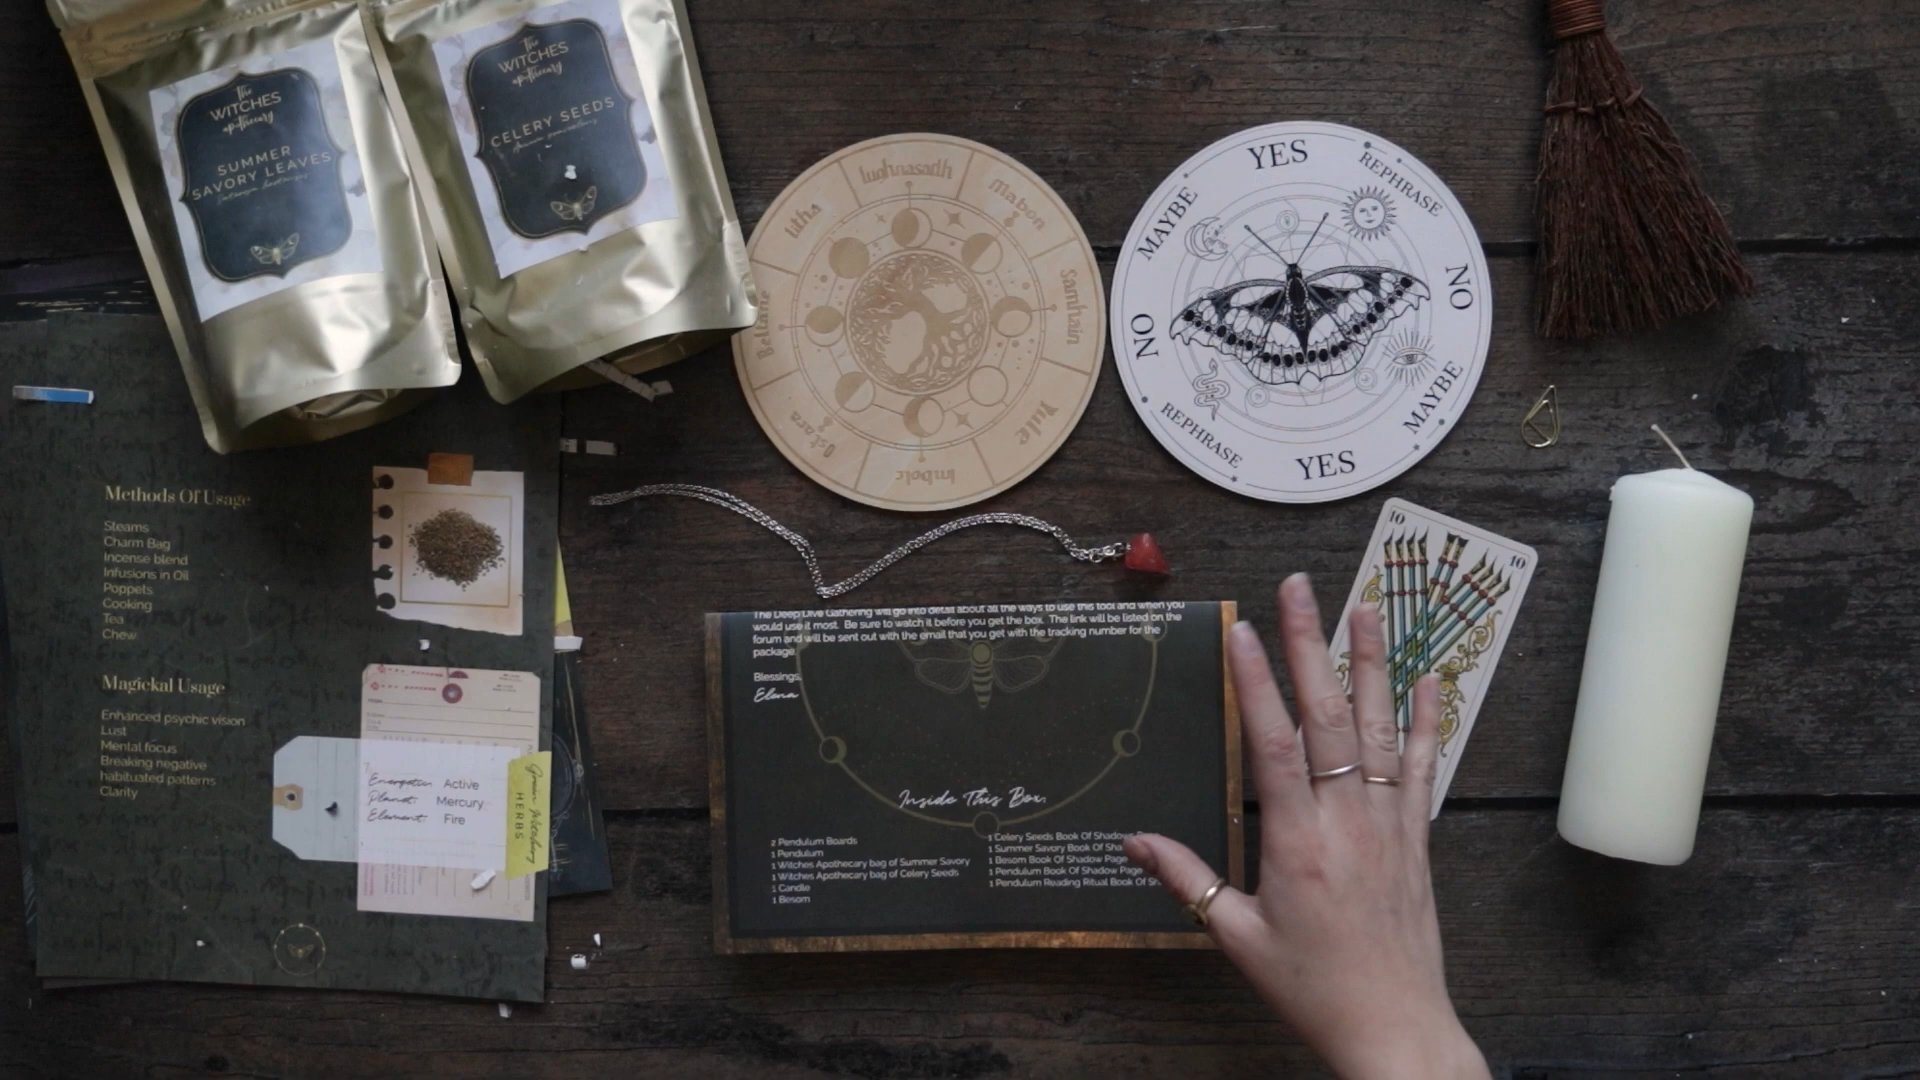 the
WITCHES
apothecary
SUMMER
SAVORY LEAVES
the
WITCHES
apothecary
CELERY SEEDS
lughnasadh
Mabon
Samhain
Yule
Imbolc
Ostara
Beltane
litha
YES
REPHRASE
NO
MAYBE
YES
REPHRASE
NO
MAYBE
Methods Of Usage
Steams
Charm Bag
Incense blend
Infusions in Oil
Poppets
Cooking
Tea
Chew
Magickal Usage
Enhanced psychic vision
Lust
Mental focus
Breaking negative
habituated patterns
Clarity
Energetic: Active
Planet: Mercury
Element: Fire
HERBS
10
10
The Deep Dive Gathering will go into detail about all the ways to use this tool and when you
would use it most. Be sure to watch it before you get the box. The link will be listed on the
forum and will be sent out with the email that you get with the tracking number for the
package.
Blessings,
Elena
Inside This Box:
2 Pendulum Boards
1 Pendulum
1 Witches Apothecary bag of Summer Savory
1 Witches Apothecary bag of Celery Seeds
1 Candle
1 Besom
1 Celery Seeds Book Of Shadows
1 Summer Savory Book Of Sha
1 Besom Book Of Shadow Page
1 Pendulum Book Of Shadow Page
1 Pendulum Reading Ritual Book Of Sh